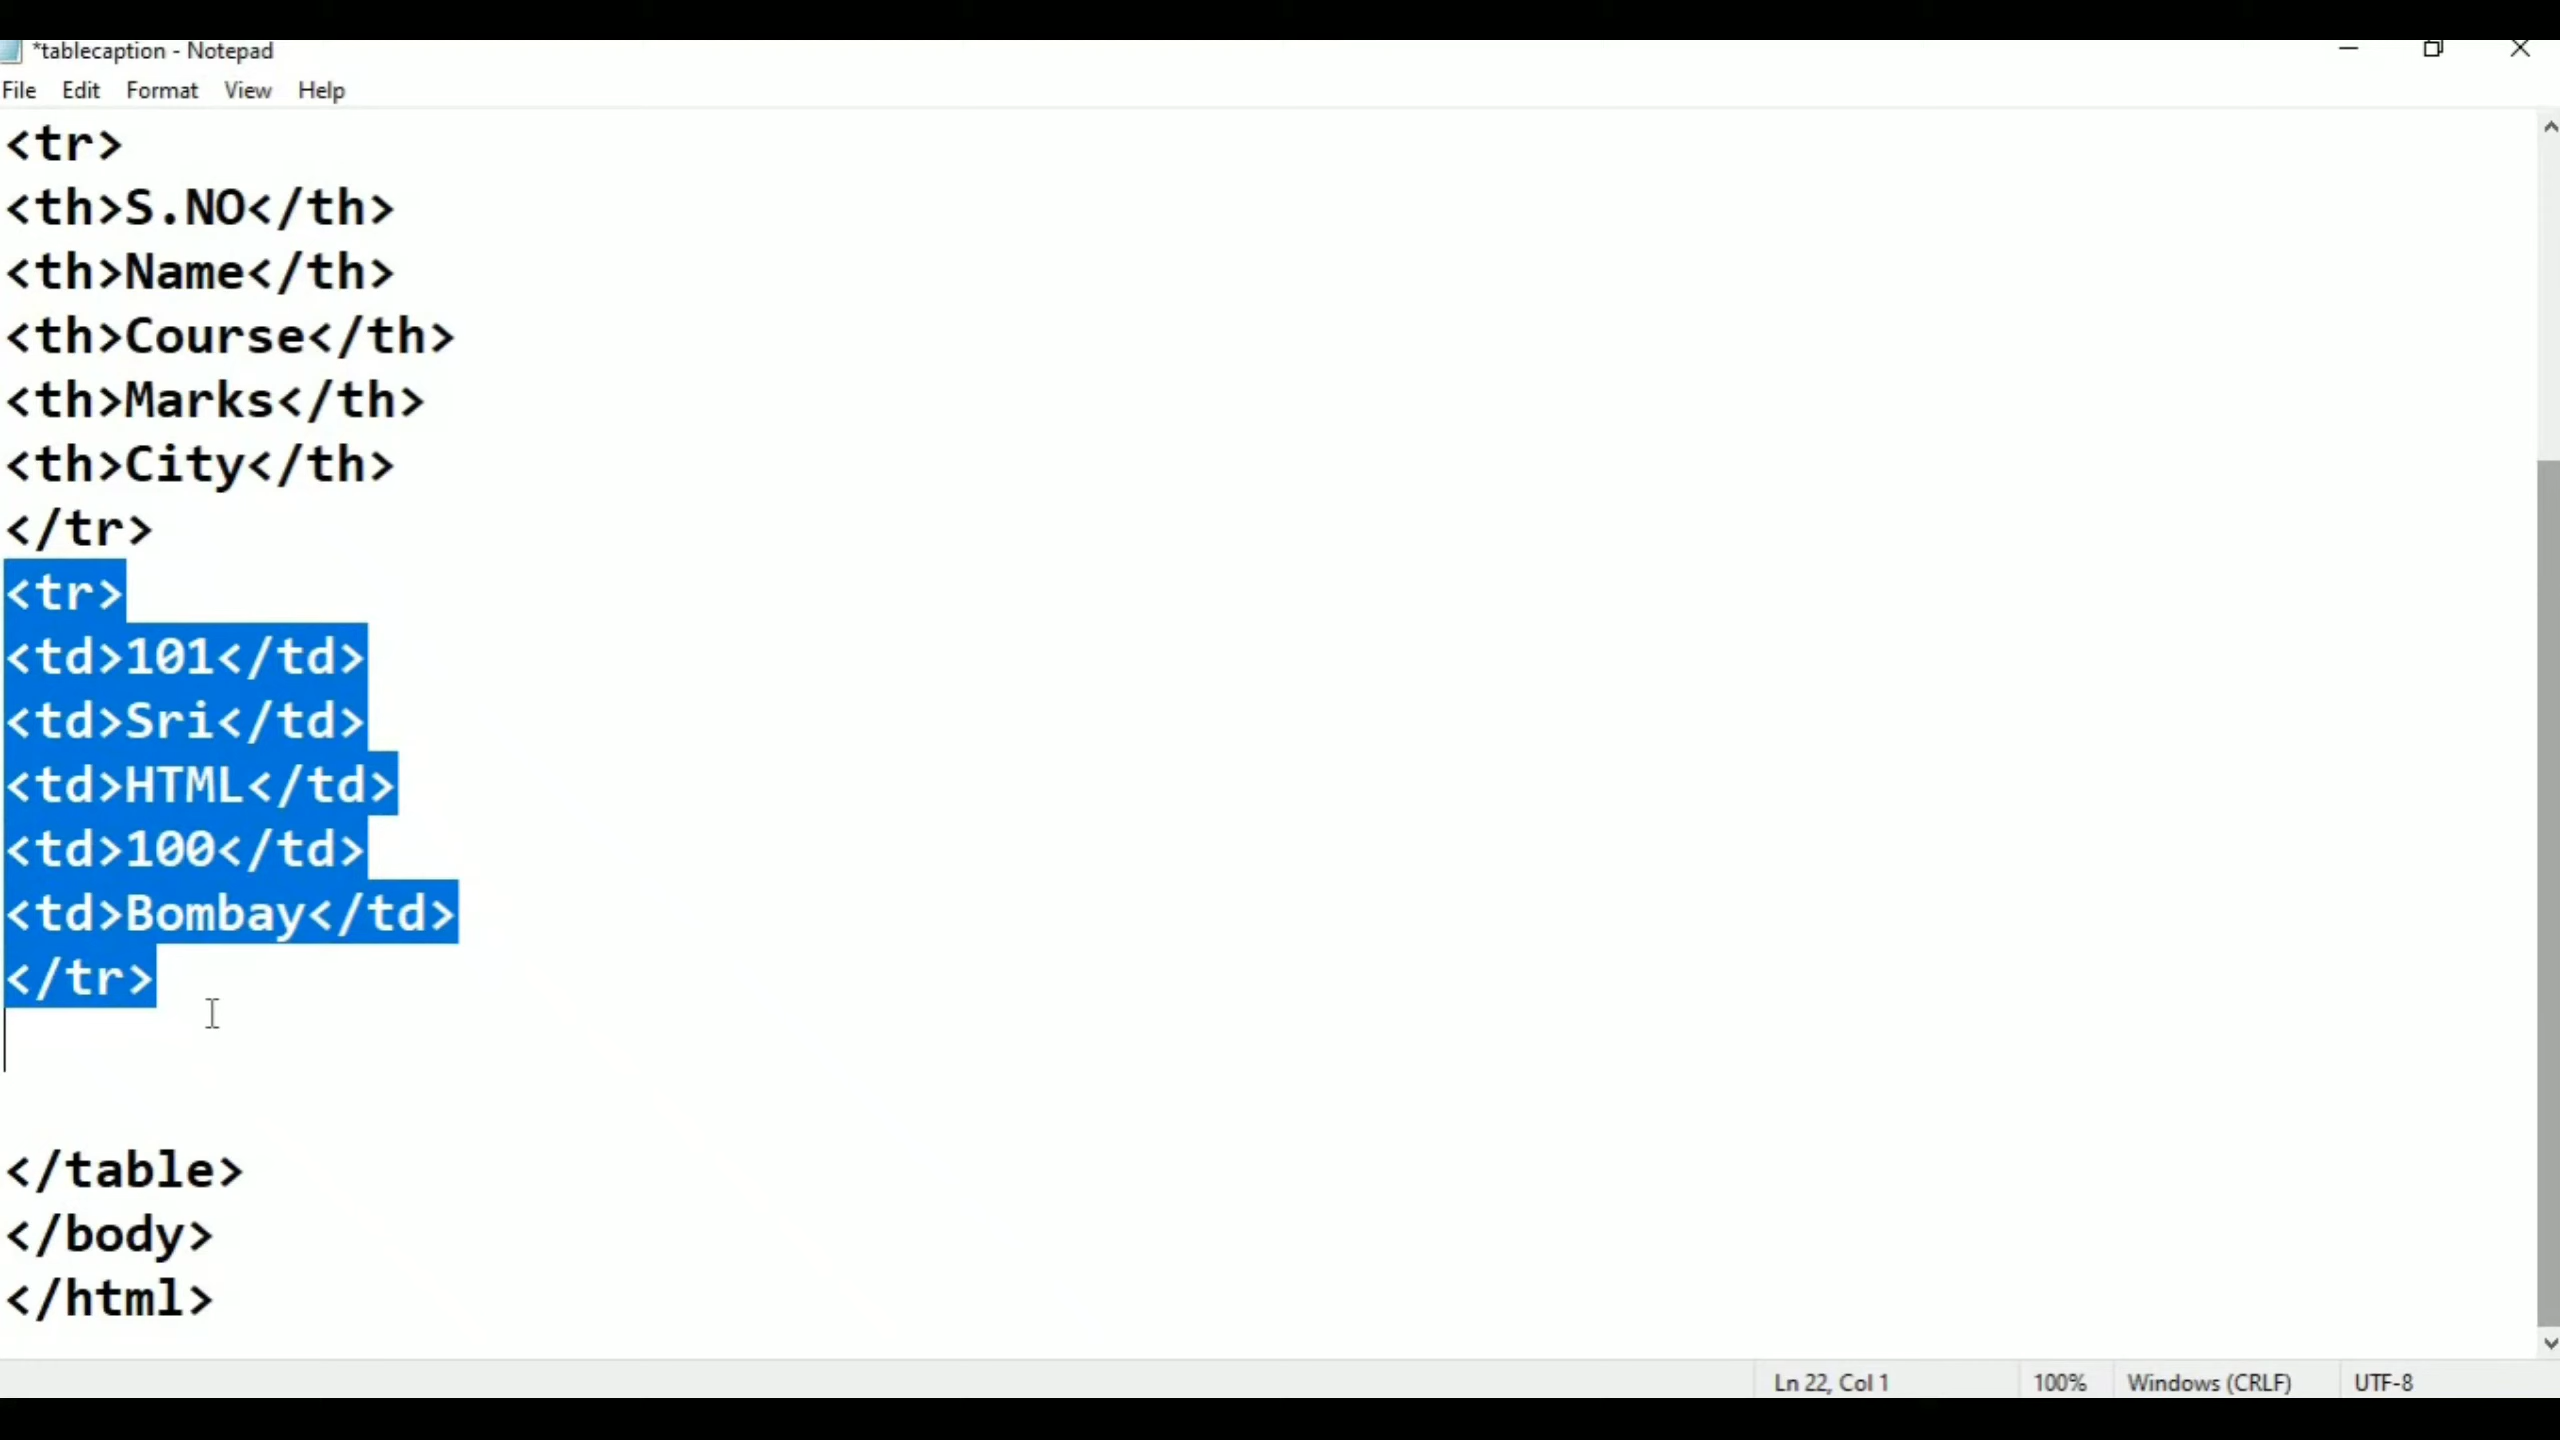 *tablecaption - Notepad
File Edit Format View Help
<tr>
<th>S.NO</th>
<th>Name</th>
<th>Course</th>
<th>Marks</th>
<th>City</th>
</tr>
<tr>
<td>101</td>
<td>Sri</td>
<td>HTML</td>
<td>100</td>
<td>Bombay</td>
</tr>
</table>
</body>
</html>
Ln 22, Col 1 100% Windows (CRLF) UTF-8